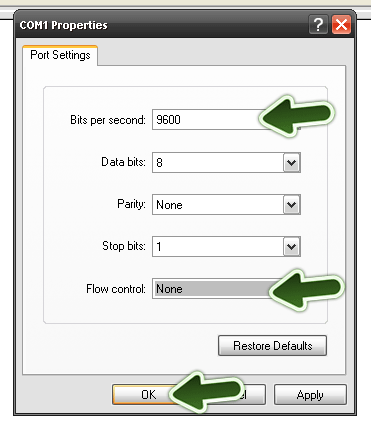 COM1 Properties
Port Settings
Bits per second: 9600
Data bits: 8
Parity: None
Stop bits: 1
Flow control: None
Restore Defaults
OK Apply